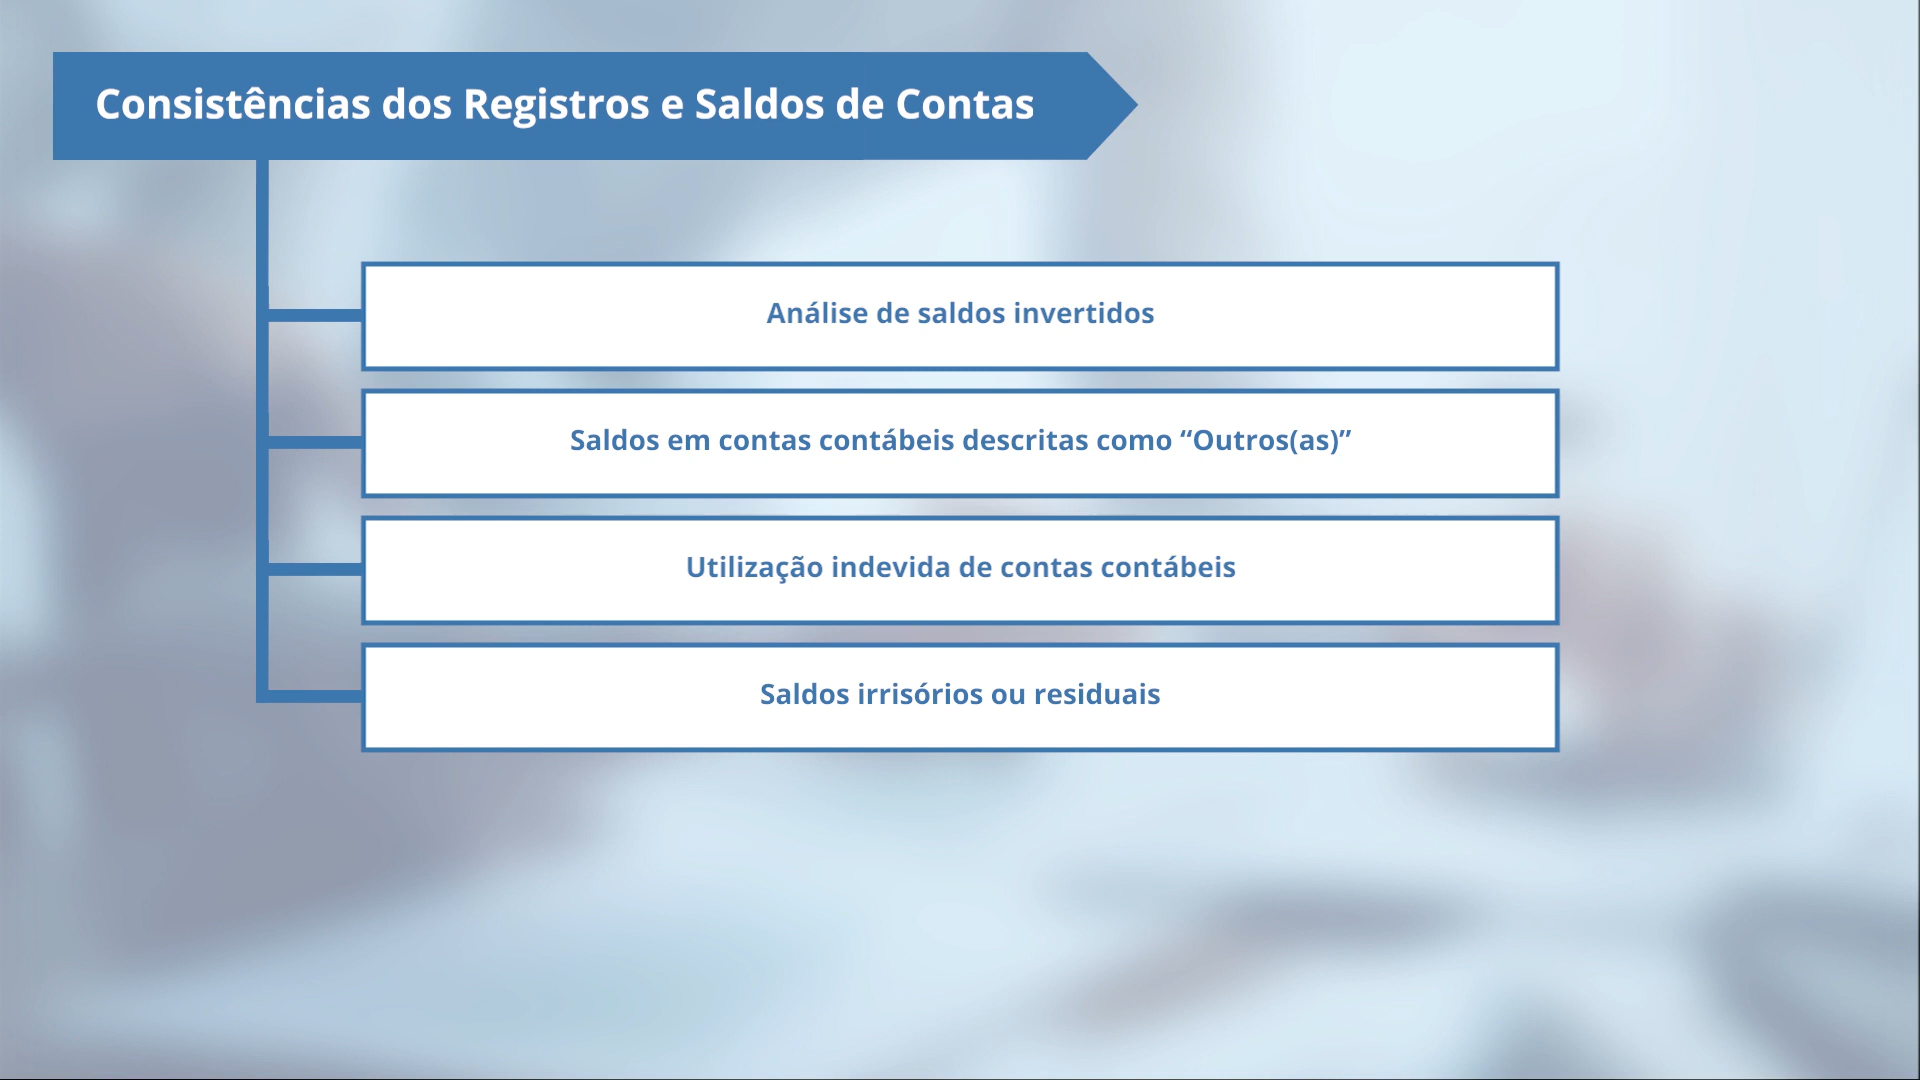 Consistências dos Registros e Saldos de Contas
Análise de saldos invertidos
Saldos em contas contábeis descritas como “Outros(as)”
Utilização indevida de contas contábeis
Saldos irrisórios ou residuais